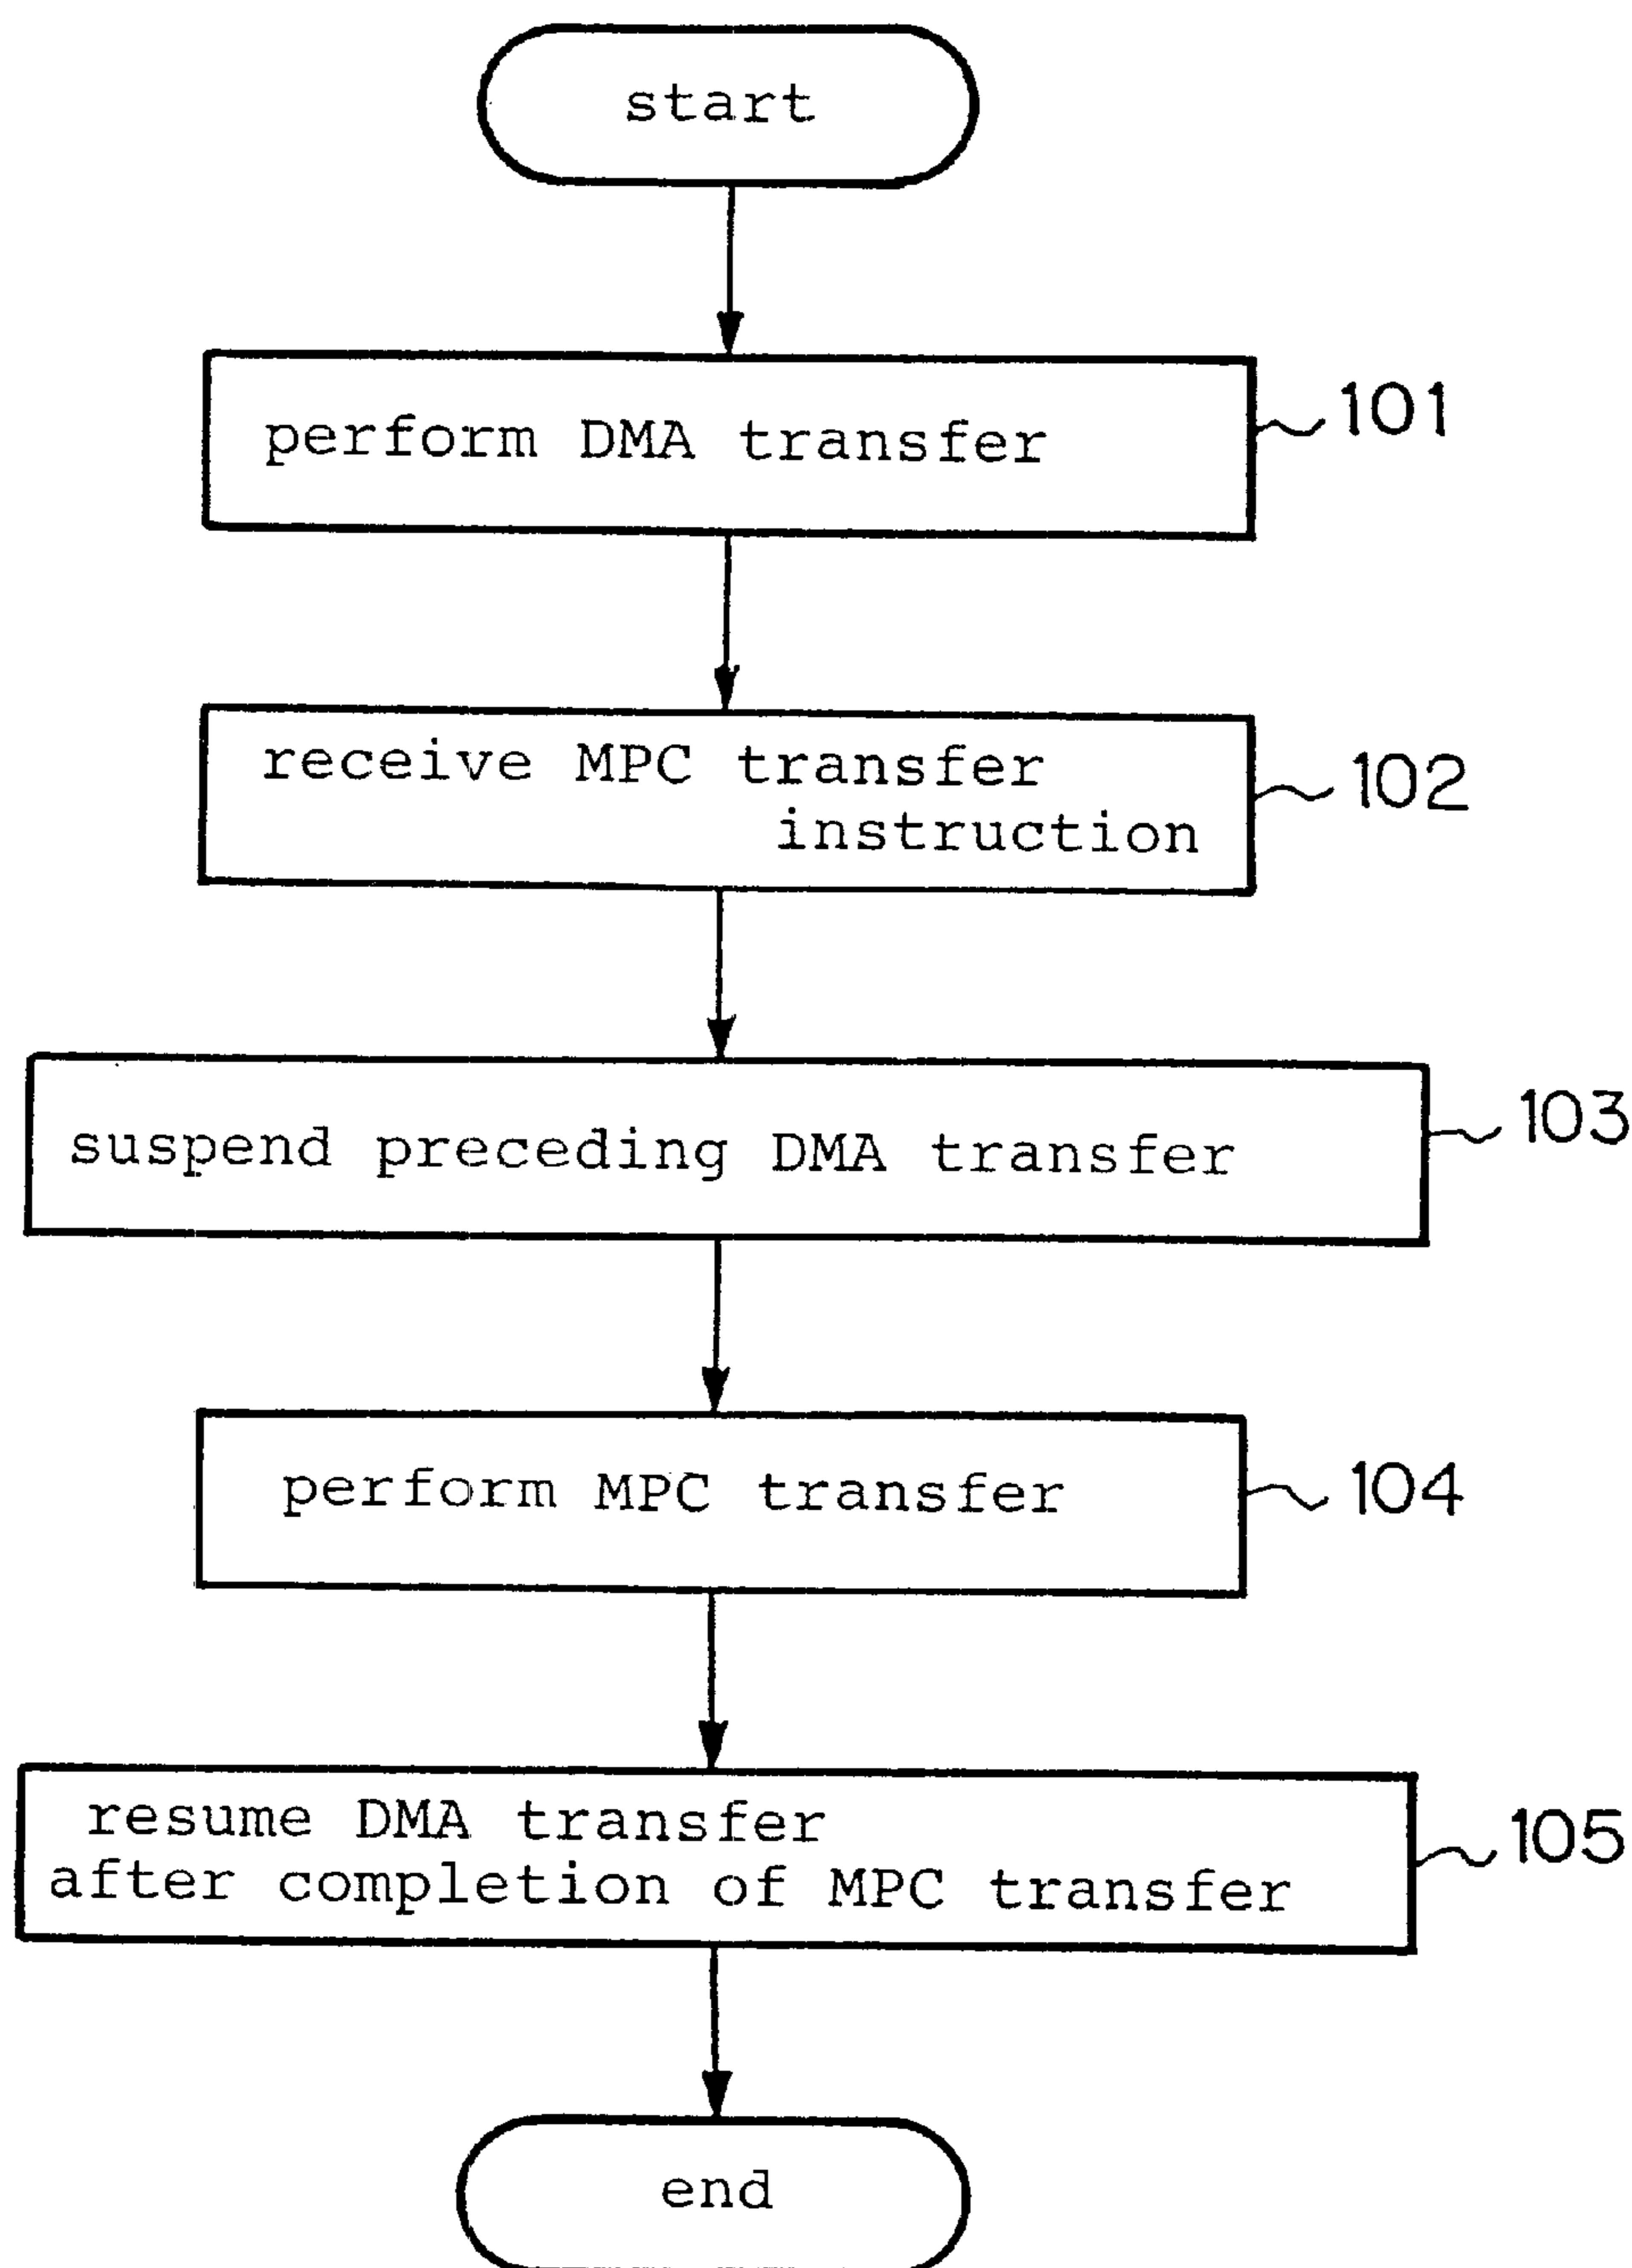 start
perform DMA transfer
101
receive MPC transfer
instruction
102
suspend preceding DMA transfer
103
perform MPC transfer
104
resume DMA transfer
after completion of MPC transfer
105
end